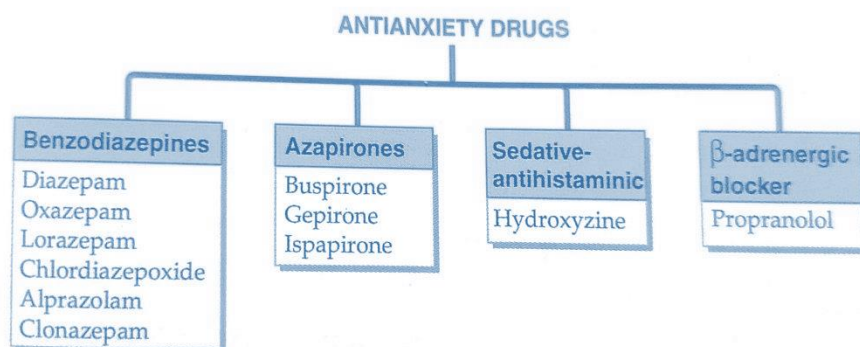 ANTIANXIETY DRUGS
Benzodiazepines
Diazepam
Oxazepam
Lorazepam
Chlordiazepoxide
Alprazolam
Clonazepam
Azapirones
Buspirone
Gepirone
Ispapirone
Sedative-
antihistaminic
Hydroxyzine
β-adrenergic
blocker
Propranolol